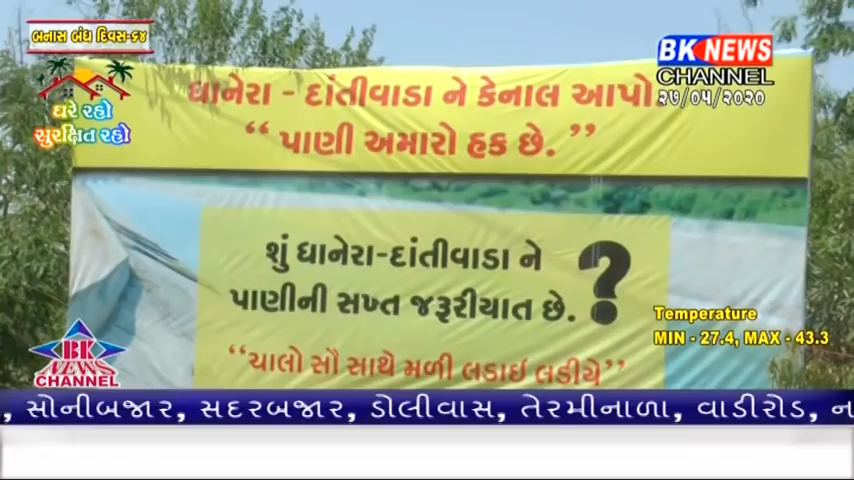 બનાસ બંધ દિવસ-૬૪
ઘરે રહો
સુરક્ષિત રહો
BK NEWS
CHANNEL
૨૭/૦૫/૨૦૨૦
ધાનેરા - દાંતીવાડા ને કેનાલ આપો.
“ પાણી અમારો હક છે. ”
શું ધાનેરા-દાંતીવાડા ને
પાણીની સખ્ત જરૂરીયાત છે. ?
“ચાલો સૌ સાથે મળી લડાઈ લડીયે”
Temperature
MIN - 27.4, MAX - 43.3
BK
NEWS
CHANNEL
, સોનીબજાર, સદરબજાર, ડોલીવાસ, તેરમીનાળા, વાડીરોડ, ન